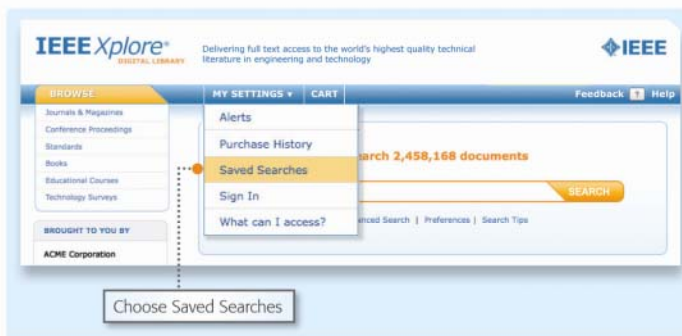 IEEE Xplore®
DIGITAL LIBRARY
Delivering full text access to the world's highest quality technical
literature in engineering and technology
IEEE
BROWSE
MY SETTINGS ▾ CART
Feedback ? Help
Journals & Magazines
Conference Proceedings
Standards
Books
Educational Courses
Technology Surveys
Alerts
Purchase History
Saved Searches
Sign In
What can I access?
arch 2,458,168 documents
SEARCH
anced Search | Preferences | Search Tips
BROUGHT TO YOU BY
ACME Corporation
Choose Saved Searches